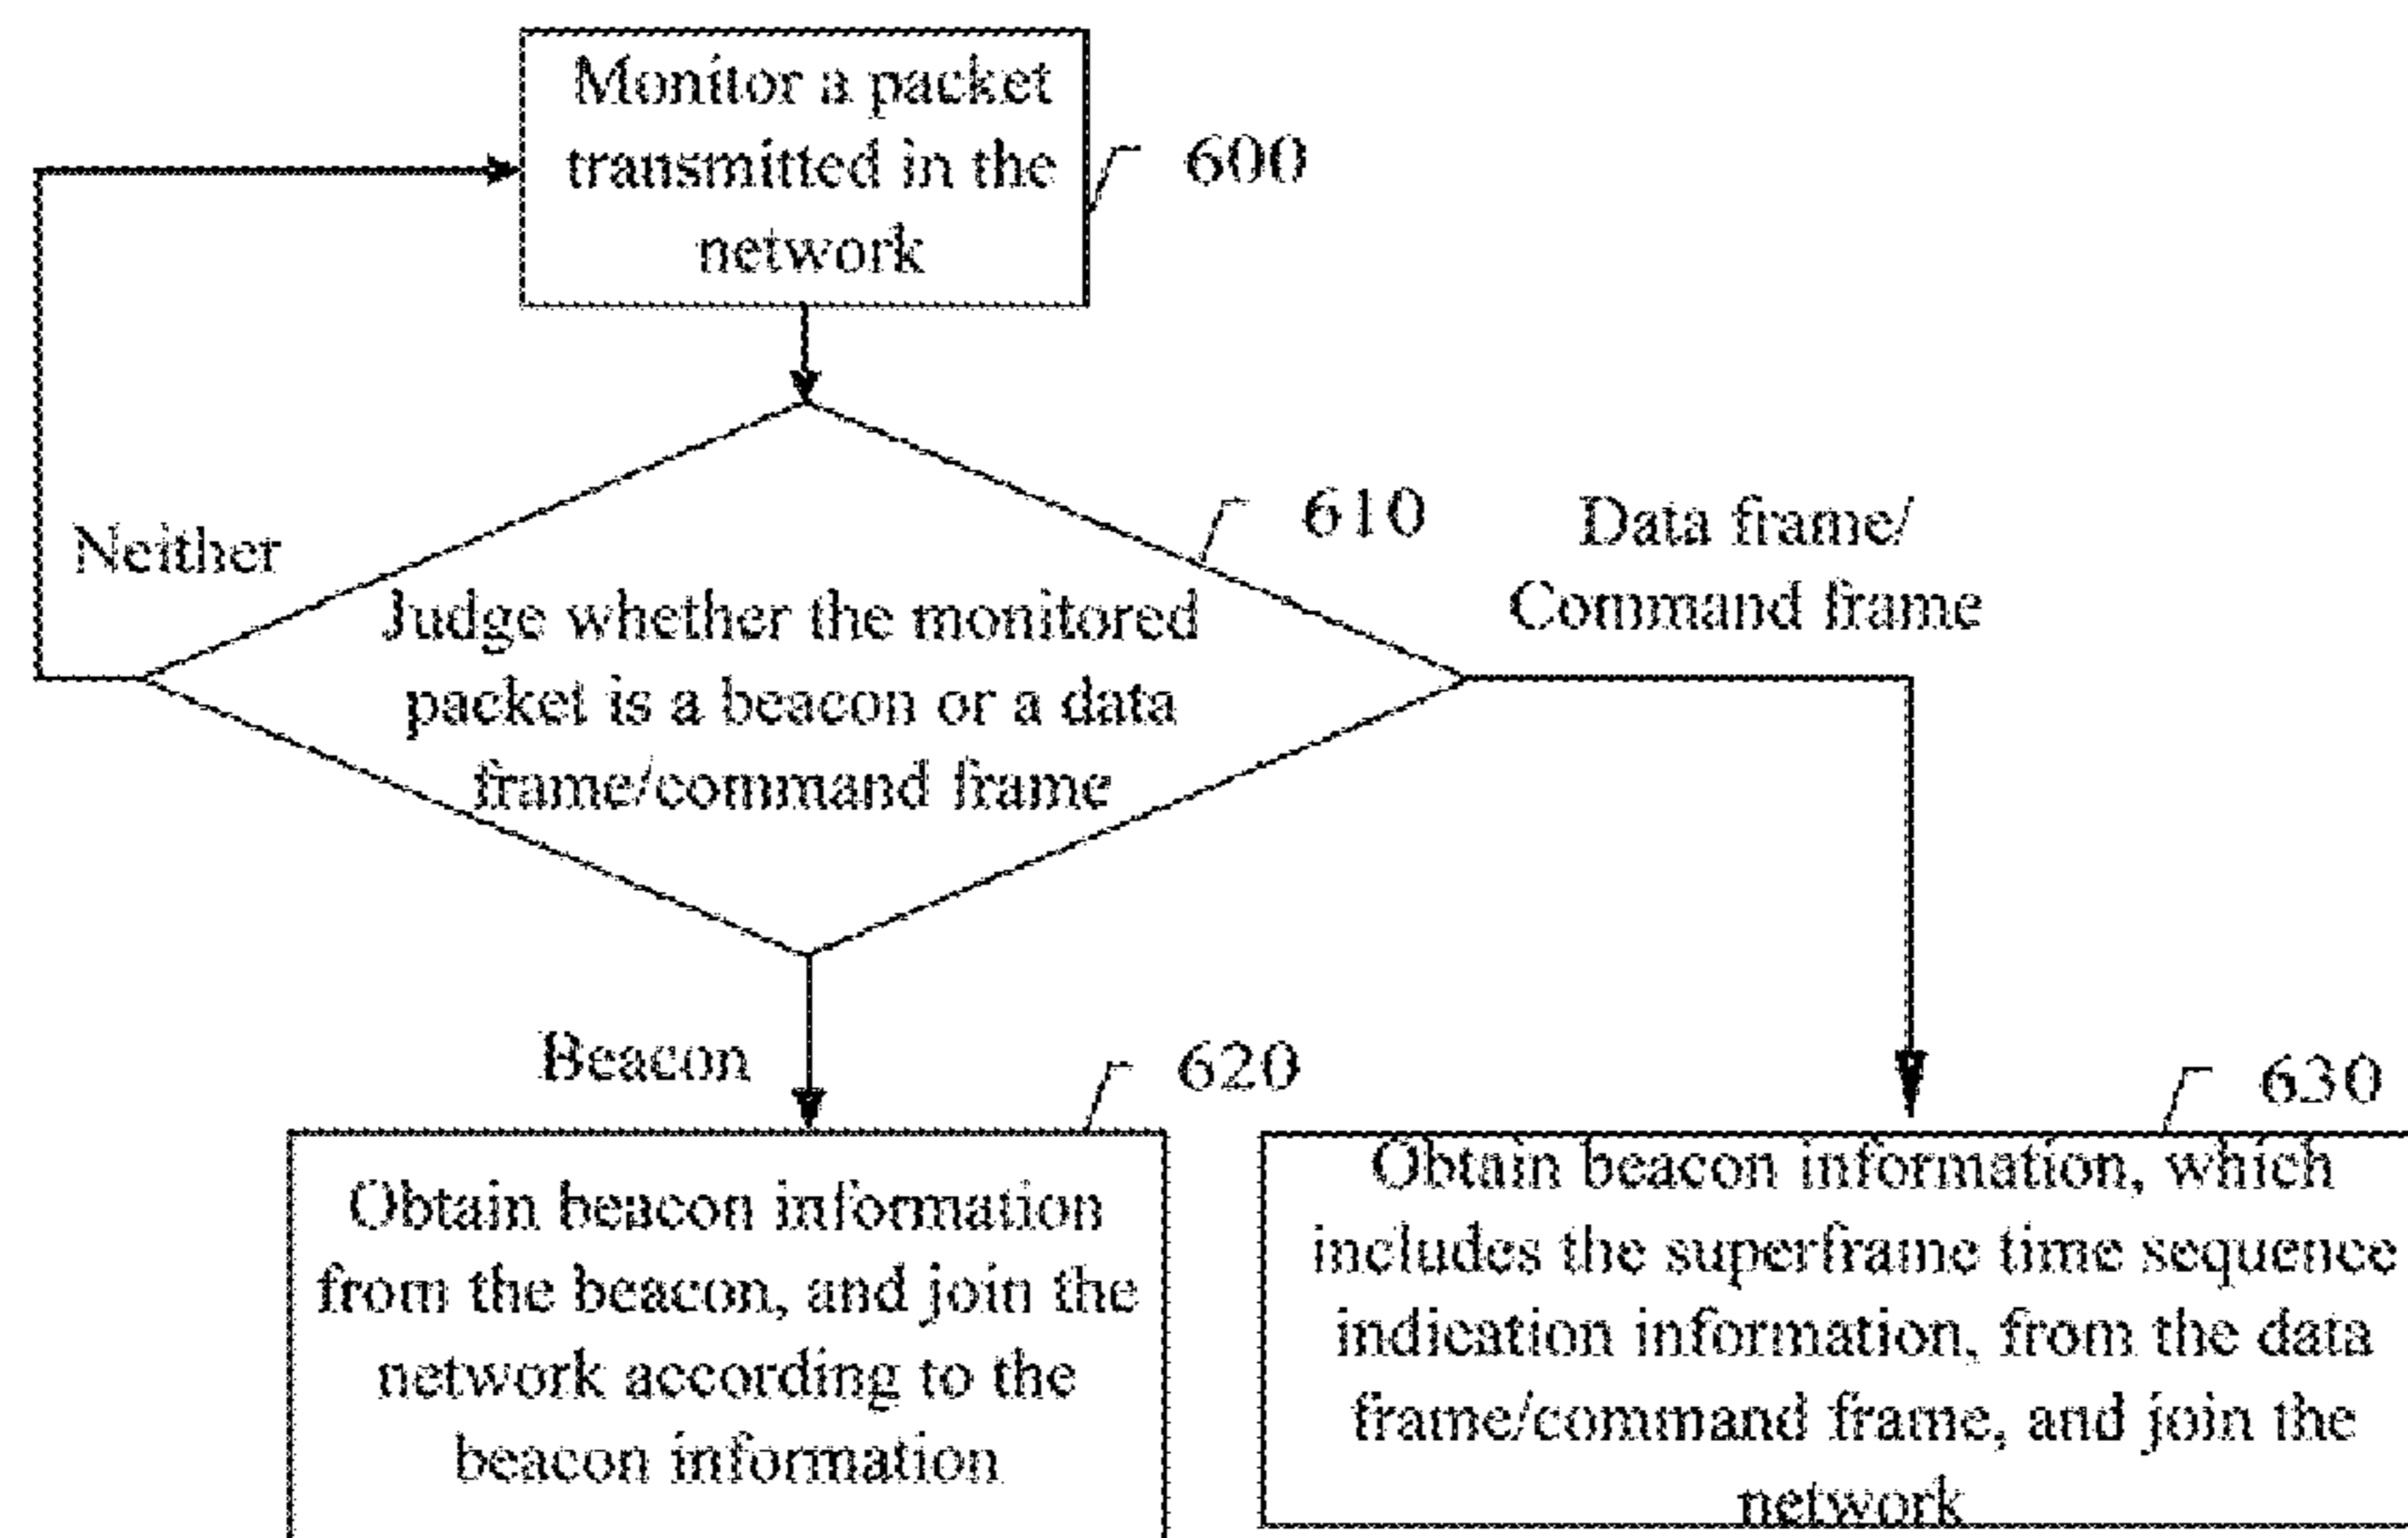 Monitor a packet
transmitted in the
network
600
610
Neither
Data frame/
Command frame
Judge whether the monitored
packet is a beacon or a data
frame/command frame
Beacon
620
630
Obtain beacon information
from the beacon, and join the
network according to the
beacon information
Obtain beacon information, which
includes the superframe time sequence
indication information, from the data
frame/command frame, and join the
network